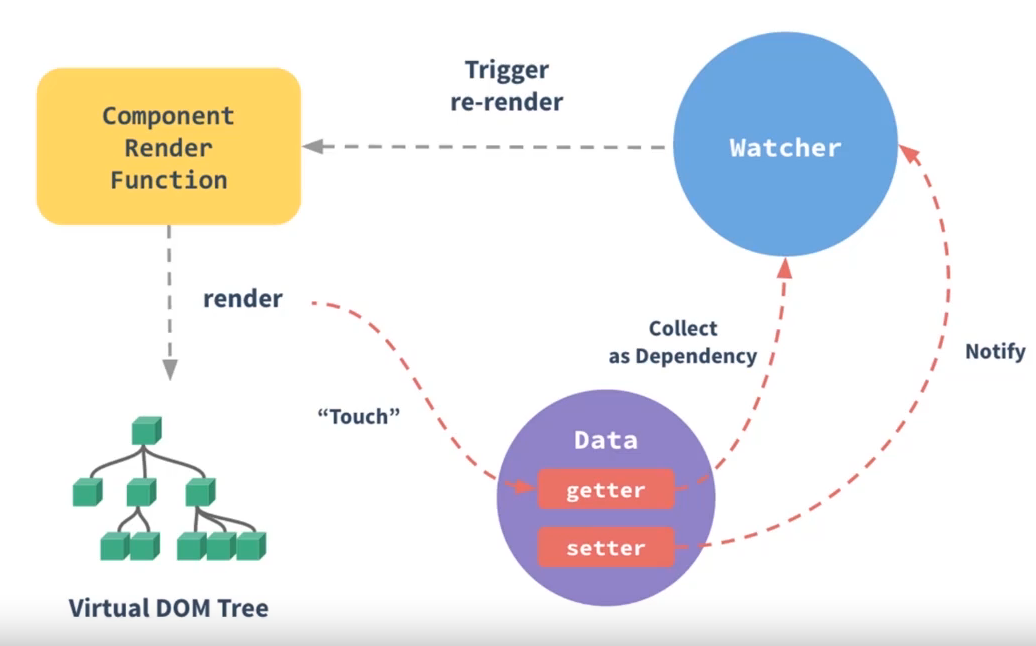 Trigger
re-render
Component
Render
Function
Watcher
render
Collect
as Dependency
Notify
“Touch”
Data
getter
setter
Virtual DOM Tree